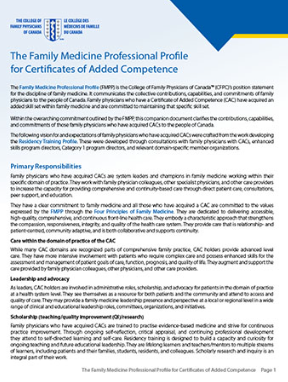 THE COLLEGE OF
FAMILY PHYSICIANS
OF CANADA
LE COLLÈGE DES
MÉDECINS DE FAMILLE
DU CANADA
The Family Medicine Professional Profile
for Certificates of Added Competence
The Family Medicine Professional Profile (FMPP) is the College of Family Physicians of Canada's (CFPC's) position statement
for the discipline of family medicine. It communicates the collective contributions, capabilities, and commitments of family
physicians to the people of Canada. Family physicians who have a Certificate of Added Competence (CAC) have acquired an
added skill set within family medicine and are committed to maintaining that specific skill set.
Within the overarching commitment outlined by the FMPP, this companion document clarifies the contributions, capabilities,
and commitments of those family physicians who have acquired CACs to the people of Canada.
The following vision and expectations of family physicians who have acquired CACs were crafted from the work developing
the Residency Training Profile. These were developed through consultations with family physicians with CACs, enhanced
skills program directors, Category 1 program directors, and relevant domain-specific member organizations.
Primary Responsibilities
Family physicians who have acquired CACs are system leaders and champions in family medicine working within their
specific domain of practice. They work with family physician colleagues, other specialist physicians, and other care providers
to increase the capacity for providing comprehensive and continuity-based care through direct patient care, consultations,
peer support, and education.
They have a clear commitment to family medicine and all those who have acquired a CAC are committed to the values
expressed by the FMPP through the Four Principles of Family Medicine. They are dedicated to delivering accessible,
high-quality, comprehensive, and continuous front-line health care. They embody a characteristic approach that strengthens
the compassion, responsiveness, integrity, and quality of the health care system. They provide care that is relationship- and
patient-centred, community adaptive, and is both collaborative and supports continuity.
Care within the domain of practice of the CAC
While many CAC domains are recognized parts of comprehensive family practice, CAC holders provide advanced level
care. They have more intensive involvement with patients who require complex care and possess enhanced skills for the
assessment and management of patient goals of care, function, prognosis, and quality of life. They augment and support the
care provided by family physician colleagues, other physicians, and other care providers.
Leadership and advocacy
As leaders, CAC holders are involved in administrative roles, scholarship, and advocacy for patients in the domain of practice
at a health system level. They see themselves as a resource for both patients and the community and attend to access and
quality of care. They may provide a family medicine leadership presence and perspective at a local or regional level in a wide
range of clinical and educational leadership roles, committees, organizations, and initiatives.
Scholarship (teaching/quality improvement (QI)/research)
Family physicians who have acquired CACs are trained to practise evidence-based medicine and strive for continuous
practice improvement. Through ongoing self-reflection, critical appraisal, and continuing professional development
they attend to self-directed learning and self-care. Residency training is designed to build a capacity and curiosity for
ongoing teaching and future educational leadership. They are lifelong learners and teachers/mentors to multiple streams
of learners, including patients and their families, students, residents, and colleagues. Scholarly research and inquiry is an
integral part of their work.
The Family Medicine Professional Profile for Certificates of Added Competence Page 1